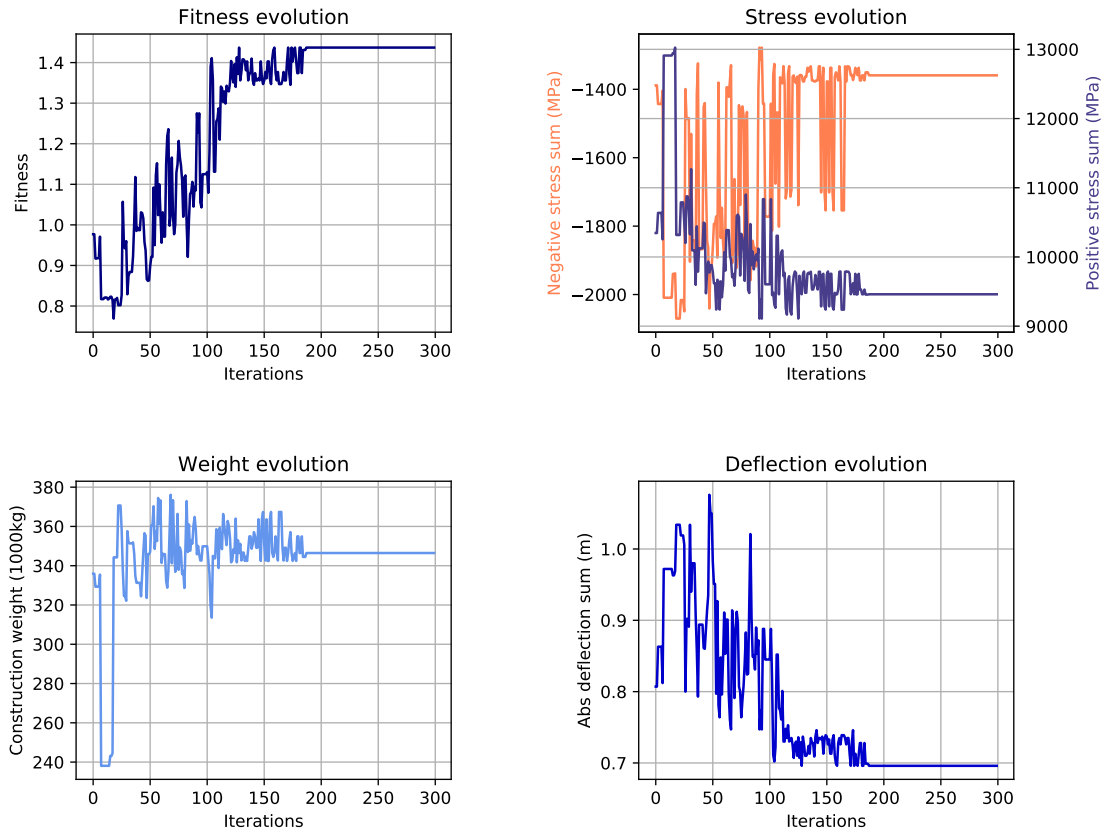 Fitness evolution
Fitness
1.4
1.3
1.2
1.1
1.0
0.9
0.8
0 50 100 150 200 250 300
Iterations
Stress evolution
Negative stress sum (MPa)
−1400
−1600
−1800
−2000
13000
12000
11000
10000
9000
Positive stress sum (MPa)
0 50 100 150 200 250 300
Iterations
Weight evolution
Construction weight (1000kg)
380
360
340
320
300
280
260
240
0 50 100 150 200 250 300
Iterations
Deflection evolution
Abs deflection sum (m)
1.0
0.9
0.8
0.7
0 50 100 150 200 250 300
Iterations